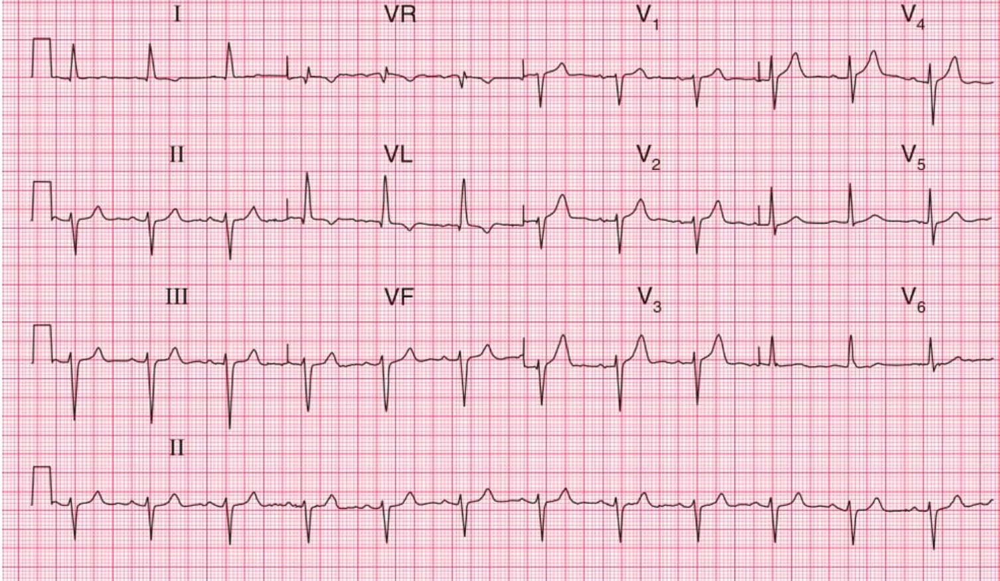 I VR V₁ V₄
II VL V₂ V₅
III VF V₃ V₆
II